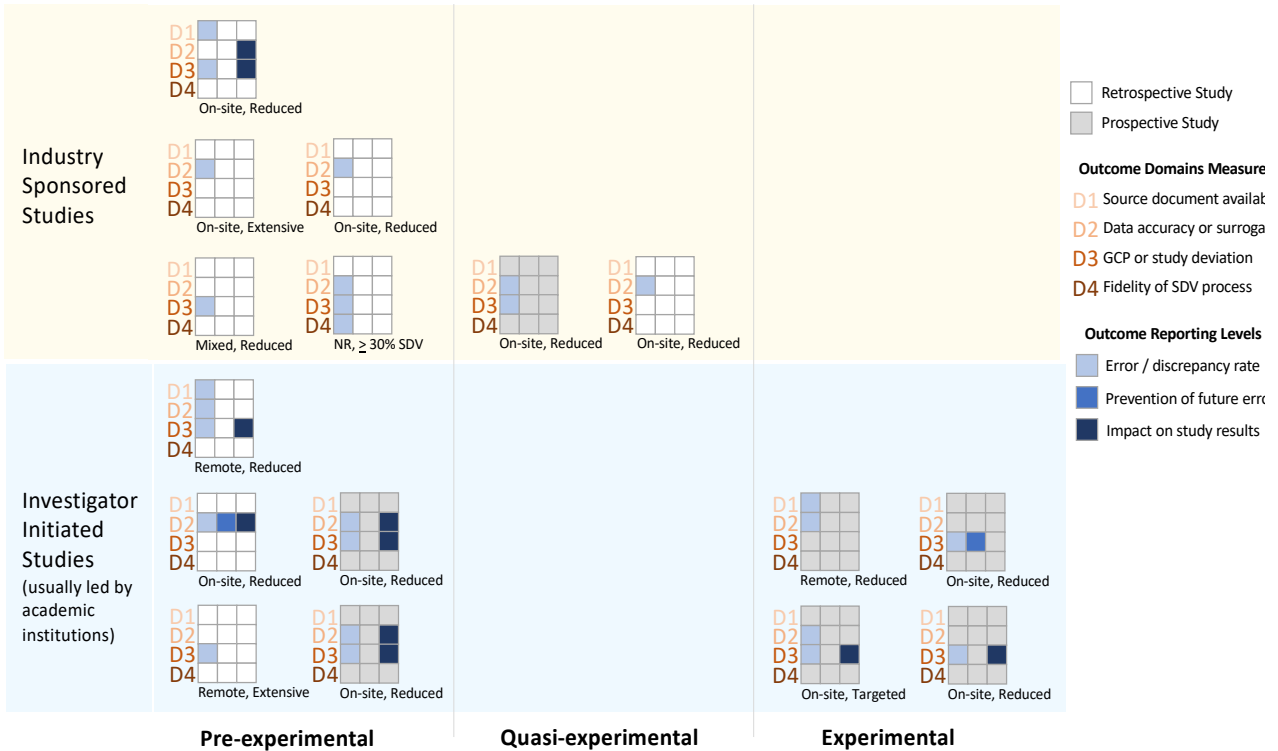 D1
D2
D3
D4
On-site, Reduced
Industry
Sponsored
Studies
D1
D2
D3
D4
On-site, Extensive
D1
D2
D3
D4
On-site, Reduced
D1
D2
D3
D4
Mixed, Reduced
D1
D2
D3
D4
NR, ≥ 30% SDV
D1
D2
D3
D4
On-site, Reduced
D1
D2
D3
D4
On-site, Reduced
D1
D2
D3
D4
Remote, Reduced
Investigator
Initiated
Studies
(usually led by
academic
institutions)
D1
D2
D3
D4
On-site, Reduced
D1
D2
D3
D4
On-site, Reduced
D1
D2
D3
D4
Remote, Reduced
D1
D2
D3
D4
On-site, Reduced
D1
D2
D3
D4
Remote, Extensive
D1
D2
D3
D4
On-site, Reduced
D1
D2
D3
D4
On-site, Targeted
D1
D2
D3
D4
On-site, Reduced
Pre-experimental
Quasi-experimental
Experimental
Retrospective Study
Prospective Study
Outcome Domains Measure
D1 Source document availab
D2 Data accuracy or surroga
D3 GCP or study deviation
D4 Fidelity of SDV process
Outcome Reporting Levels
Error / discrepancy rate
Prevention of future erro
Impact on study results